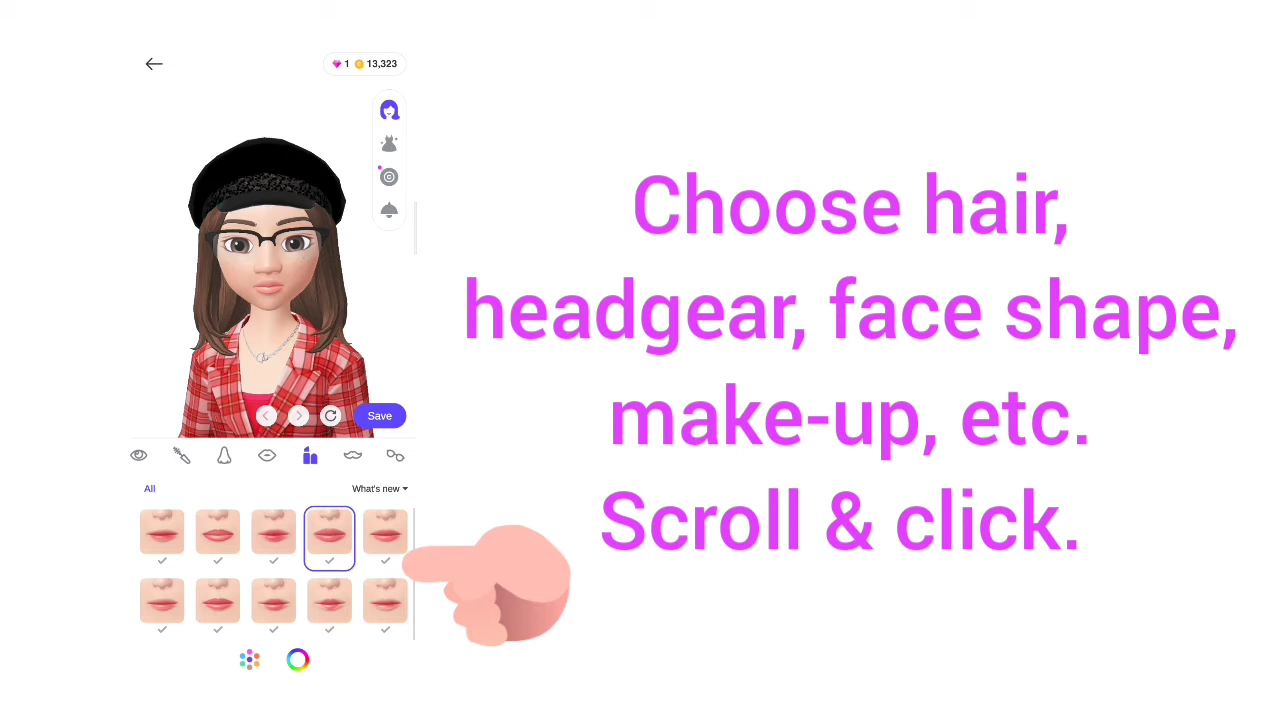 1 13,323
Save
All
What's new
Choose hair,
headgear, face shape,
make-up, etc.
Scroll & click.